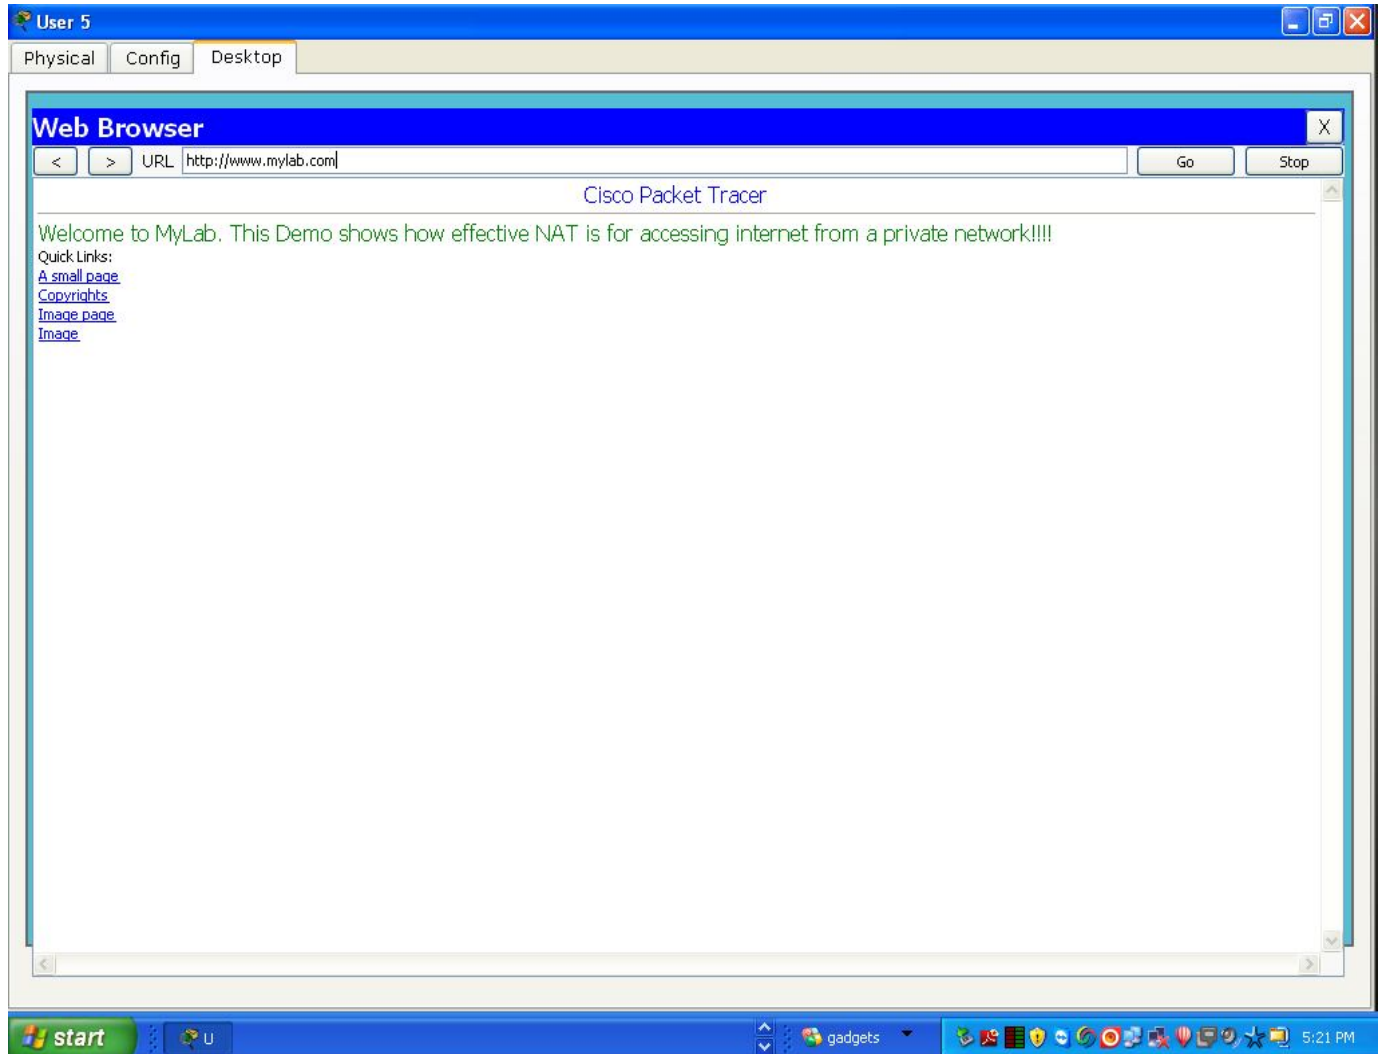 User 5
Physical Config Desktop
Web Browser X
< > URL http://www.mylab.com Go Stop
Cisco Packet Tracer
Welcome to MyLab. This Demo shows how effective NAT is for accessing internet from a private network!!!!
Quick Links:
A small page
Copyrights
Image page
Image
start U gadgets 5:21 PM